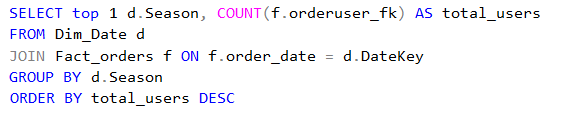 SELECT top 1 d.Season, COUNT(f.orderuser_fk) AS total_users
FROM Dim_Date d
JOIN Fact_orders f ON f.order_date = d.DateKey
GROUP BY d.Season
ORDER BY total_users DESC